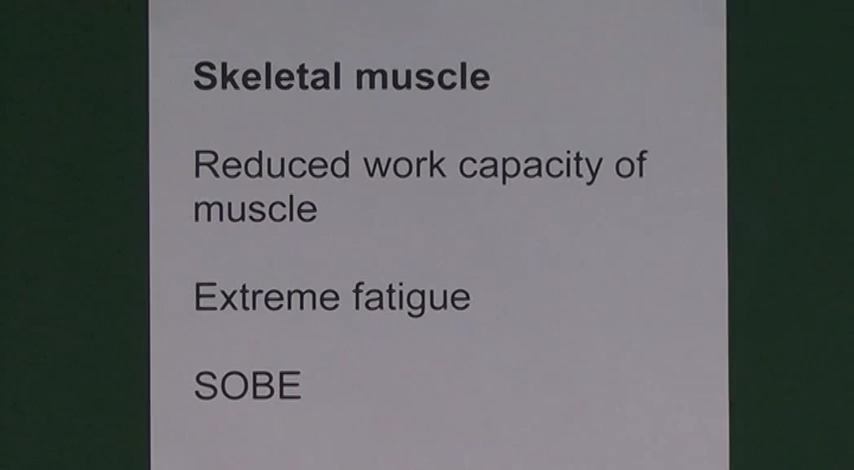 Skeletal muscle
Reduced work capacity of
muscle
Extreme fatigue
SOBE